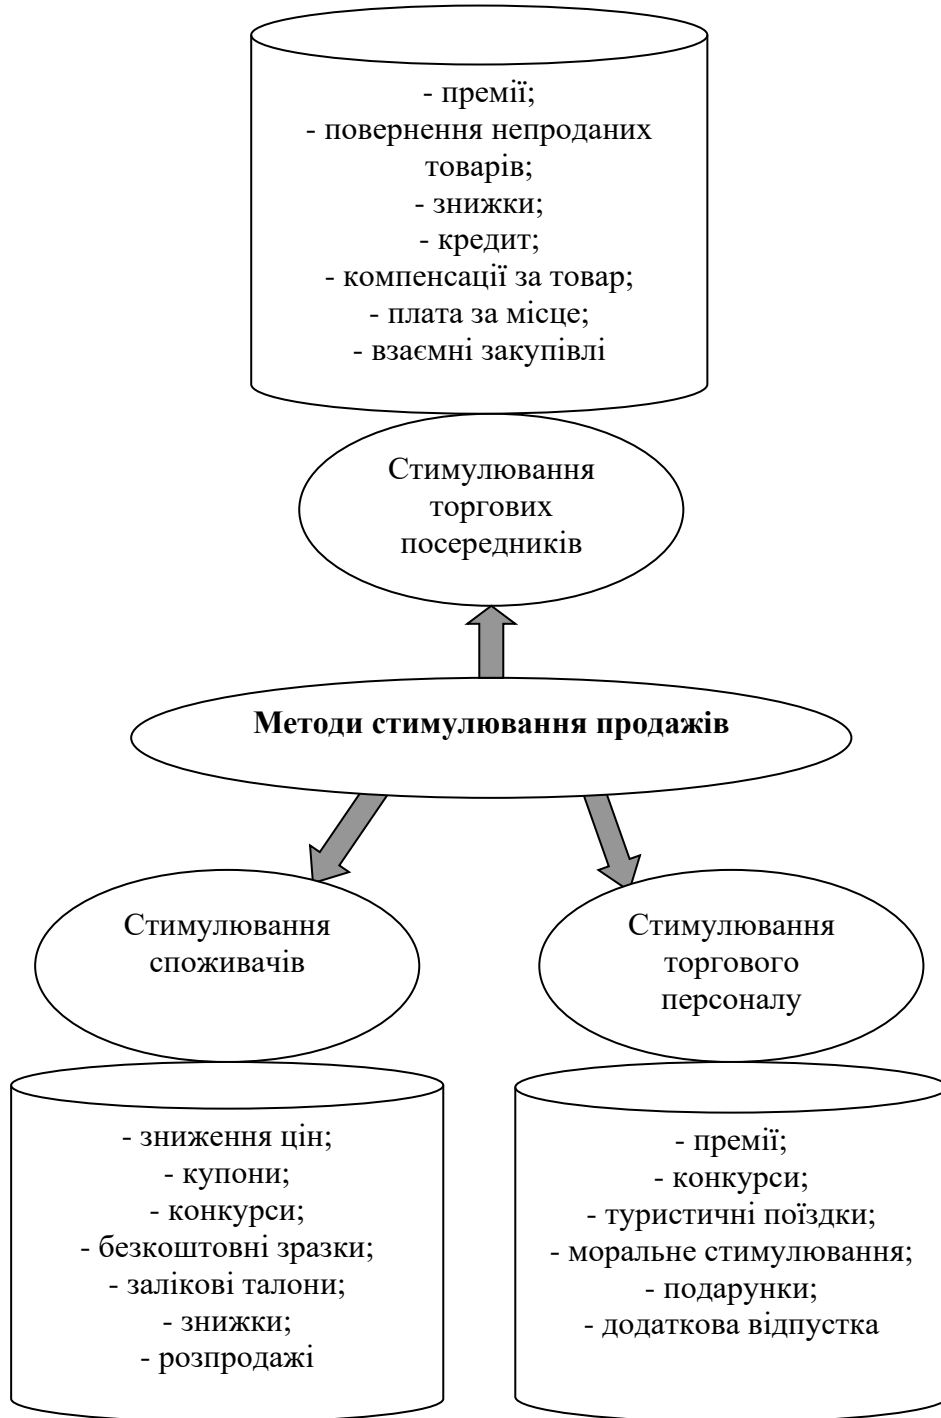 - премії;
- повернення непроданих
товарів;
- знижки;
- кредит;
- компенсації за товар;
- плата за місце;
- взаємні закупівлі
Стимулювання
торгових
посередників
Методи стимулювання продажів
Стимулювання
споживачів
Стимулювання
торгового
персоналу
- зниження цін;
- купони;
- конкурси;
- безкоштовні зразки;
- залікові талони;
- знижки;
- розпродажі
- премії;
- конкурси;
- туристичні поїздки;
- моральне стимулювання;
- подарунки;
- додаткова відпустка